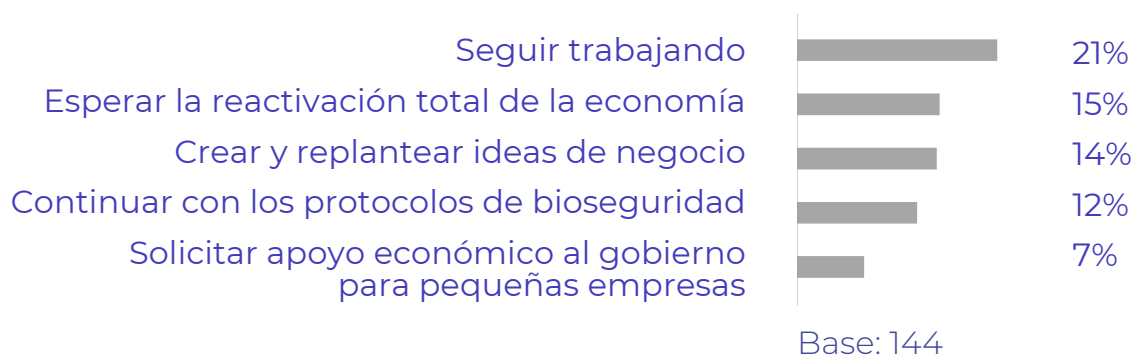 Seguir trabajando 21%
Esperar la reactivación total de la economía 15%
Crear y replantear ideas de negocio 14%
Continuar con los protocolos de bioseguridad 12%
Solicitar apoyo económico al gobierno 7%
para pequeñas empresas
Base: 144